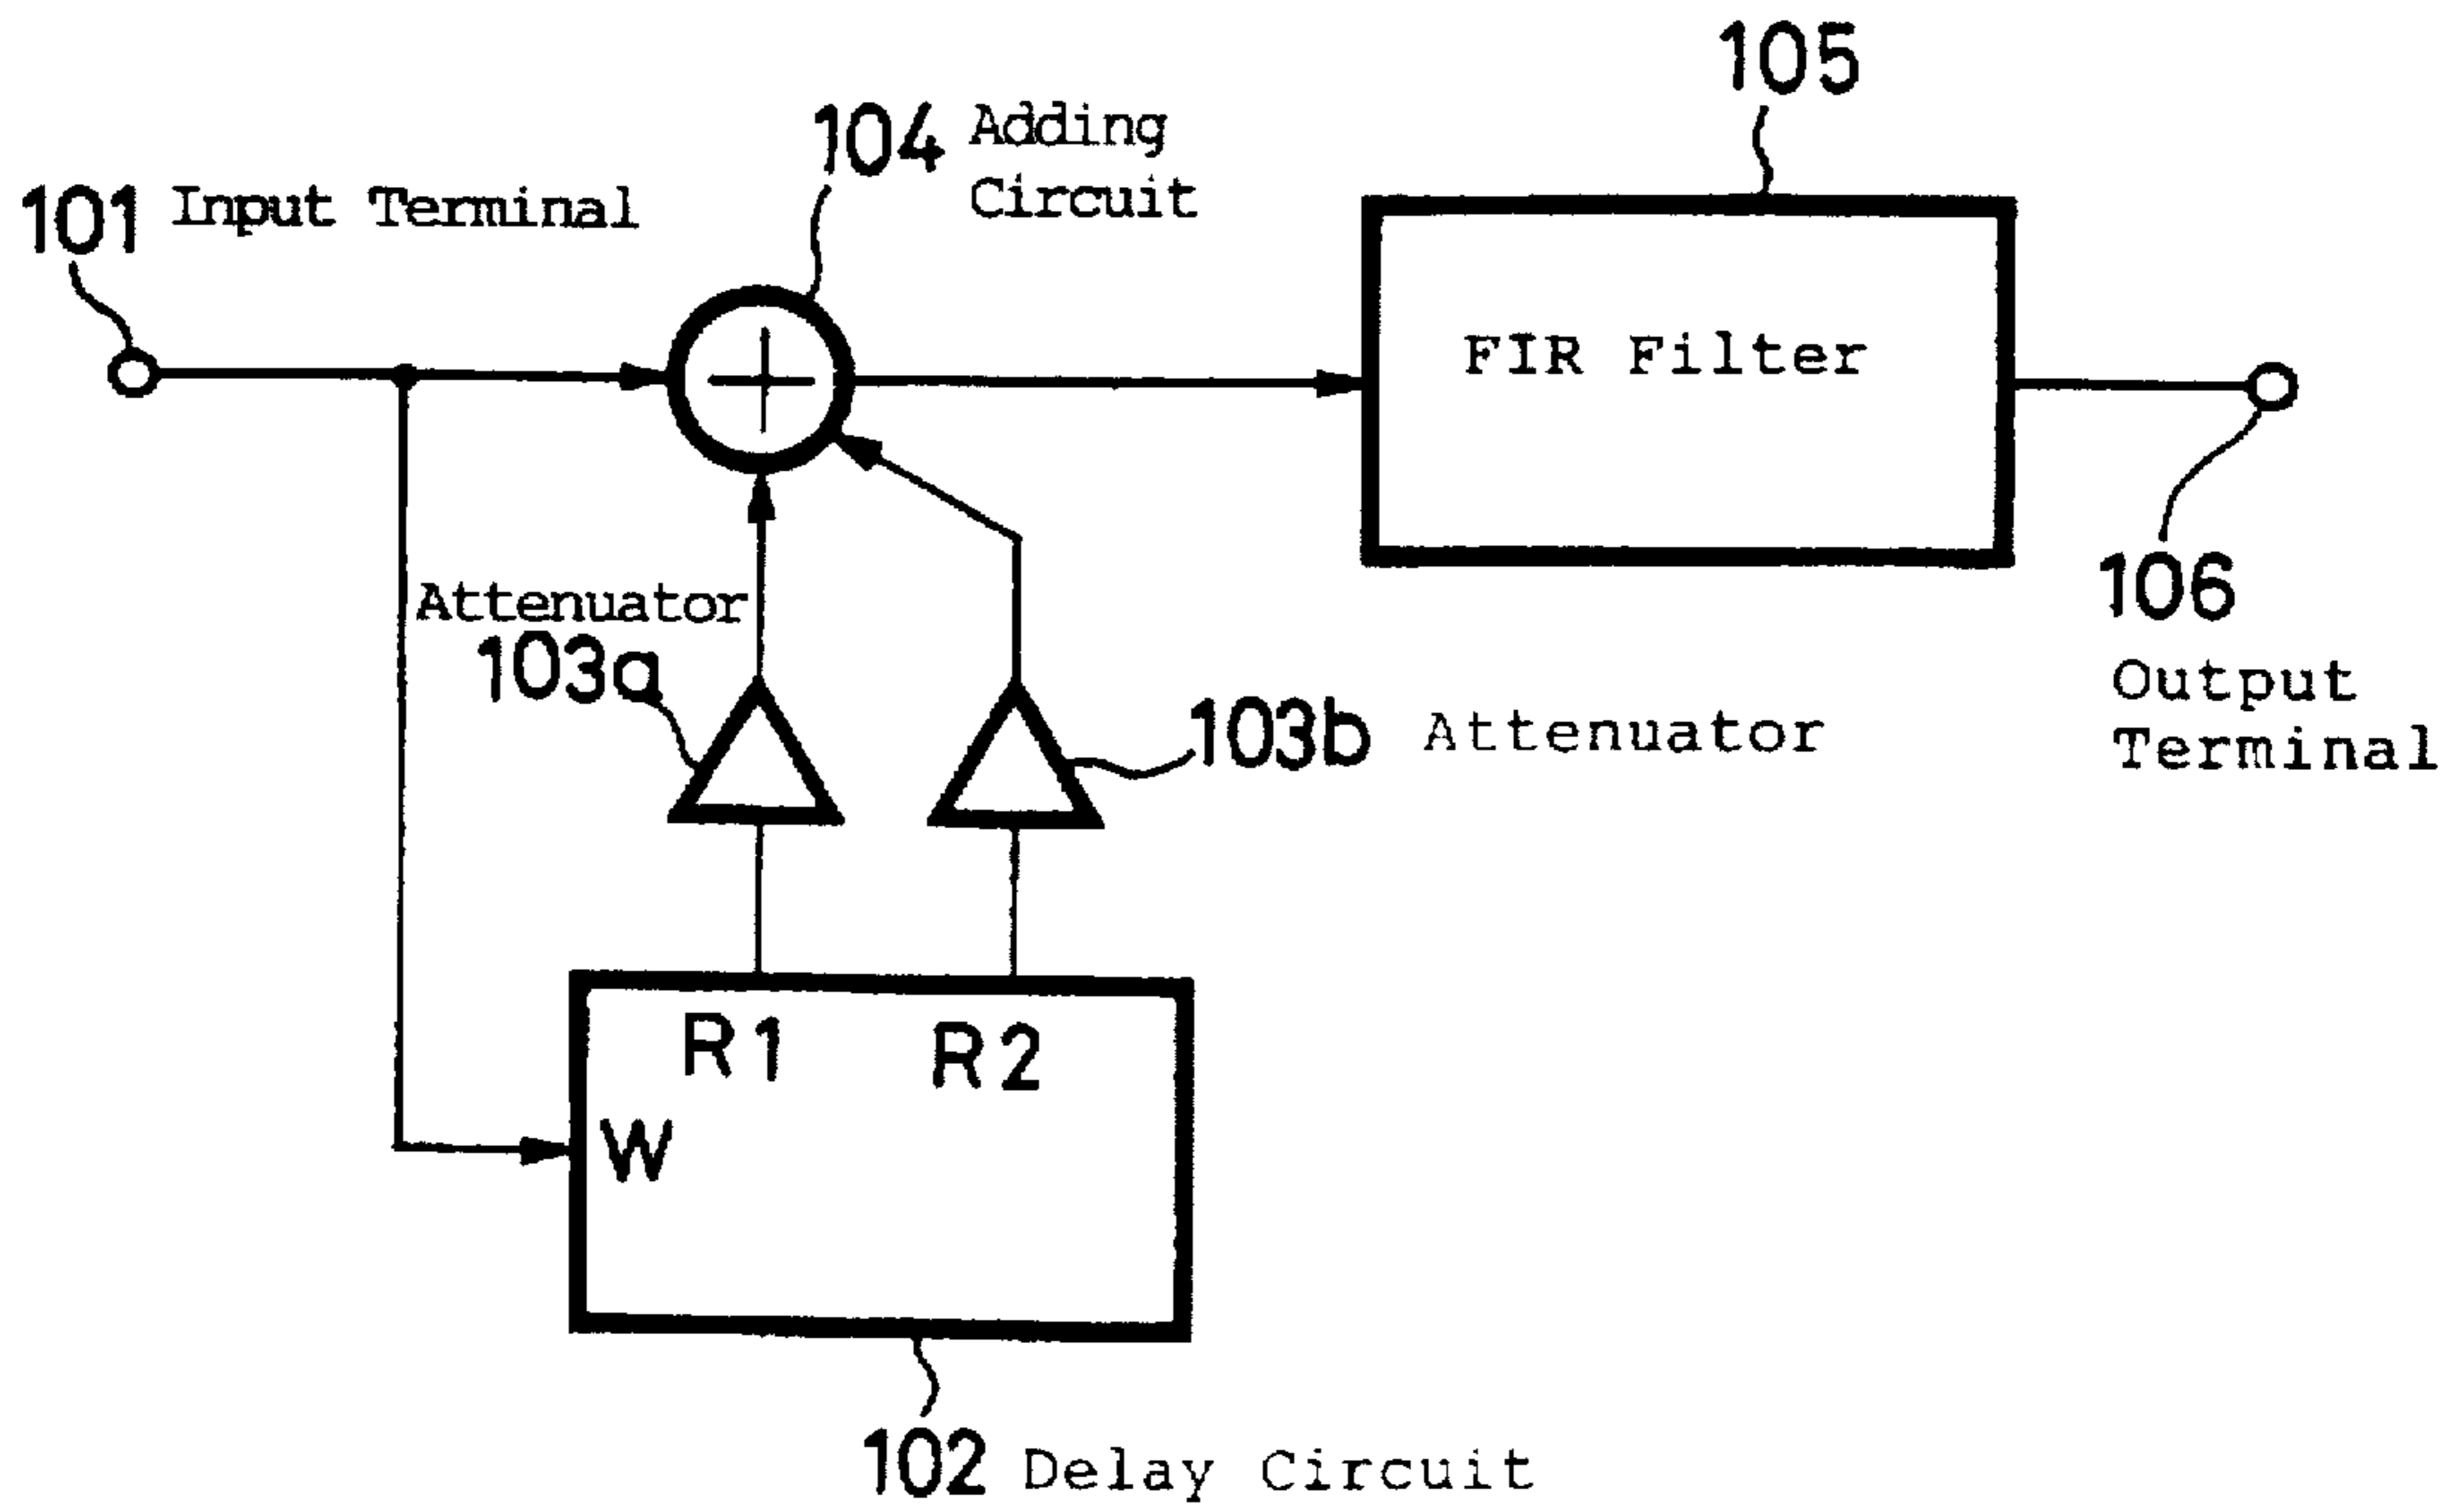 105
104 Adding
Circuit
101 Input Terminal
FIR Filter
Attenuator
103a
106
Output
Terminal
103b Attenuator
R1 R2
W
102 Delay Circuit